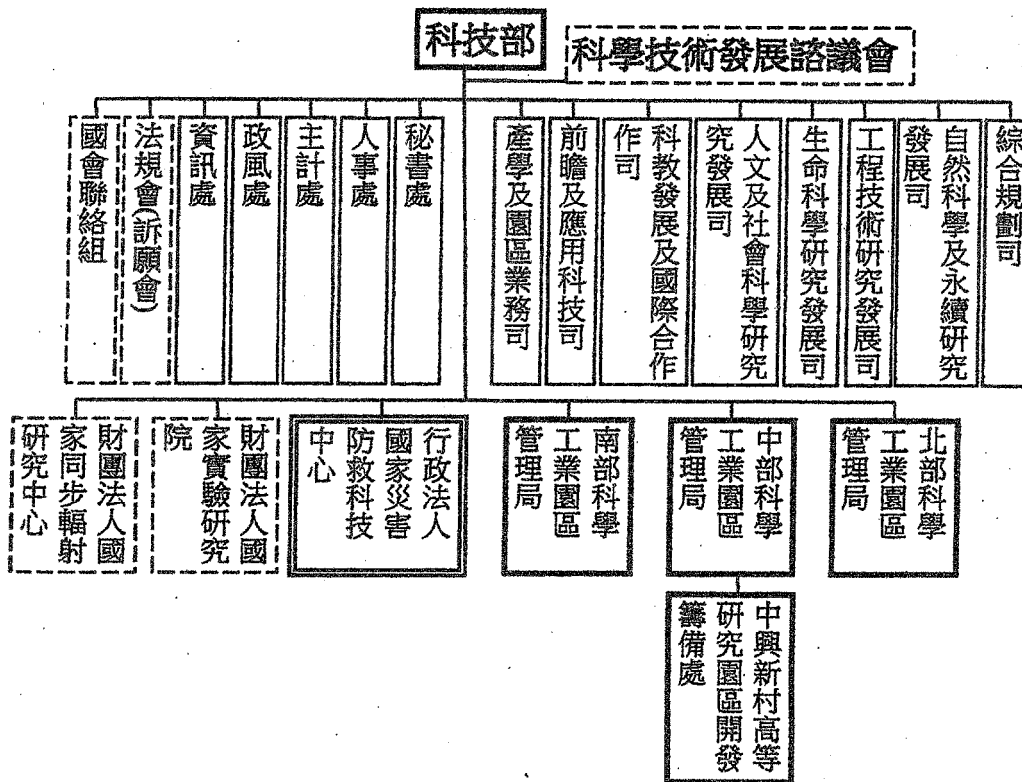 科技部
科學技術發展諮議會
綜合規劃司
自然科學及永續研究
發展司
工程技術研究發展司
生命科學研究發展司
人文及社會科學研究
究發展司
科教發展及國際合作
作司
前瞻及應用科技司
產學及園區業務司
秘書處
人事處
主計處
政風處
資訊處
法規會(訴願會)
國會聯絡組
北部科學
工業園區
管理局
中部科學
工業園區
管理局
南部科學
工業園區
管理局
行政法人
國家災害
防救科技
中心
財團法人國
家實驗研究
院
財團法人國
家同步輻射
研究中心
中興新村高等
研究園區開發
籌備處